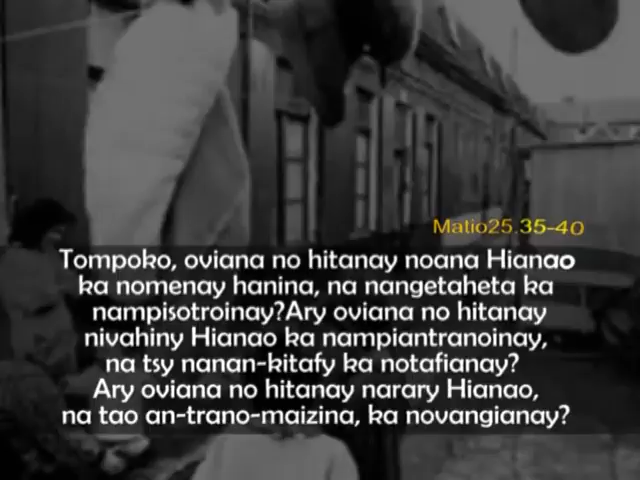 Matio25.35-40
Tompoko, oviana no hitanay noana Hianao
ka nomenay hanina, na nangetaheta ka
nampisotroinay?Ary oviana no hitanay
nivahiny Hianao ka nampiantranoinay,
na tsy nanan-kitafy ka notafianay?
Ary oviana no hitanay narary Hianao,
na tao an-trano-maizina, ka novangianay?